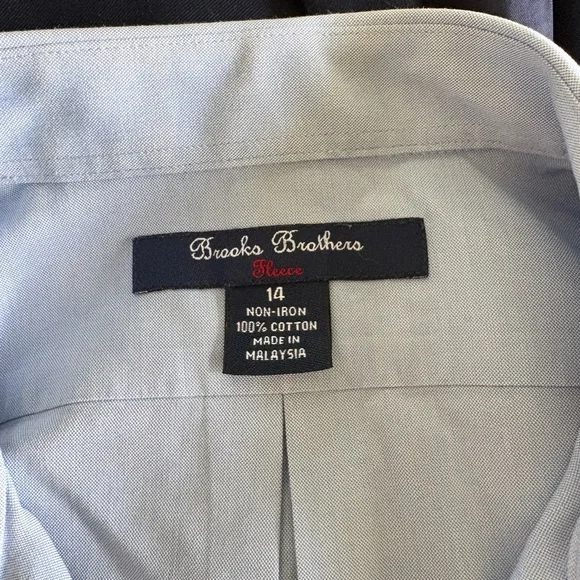 Brooks Brothers
Fleece
14
NON-IRON
100% COTTON
MADE IN
MALAYSIA